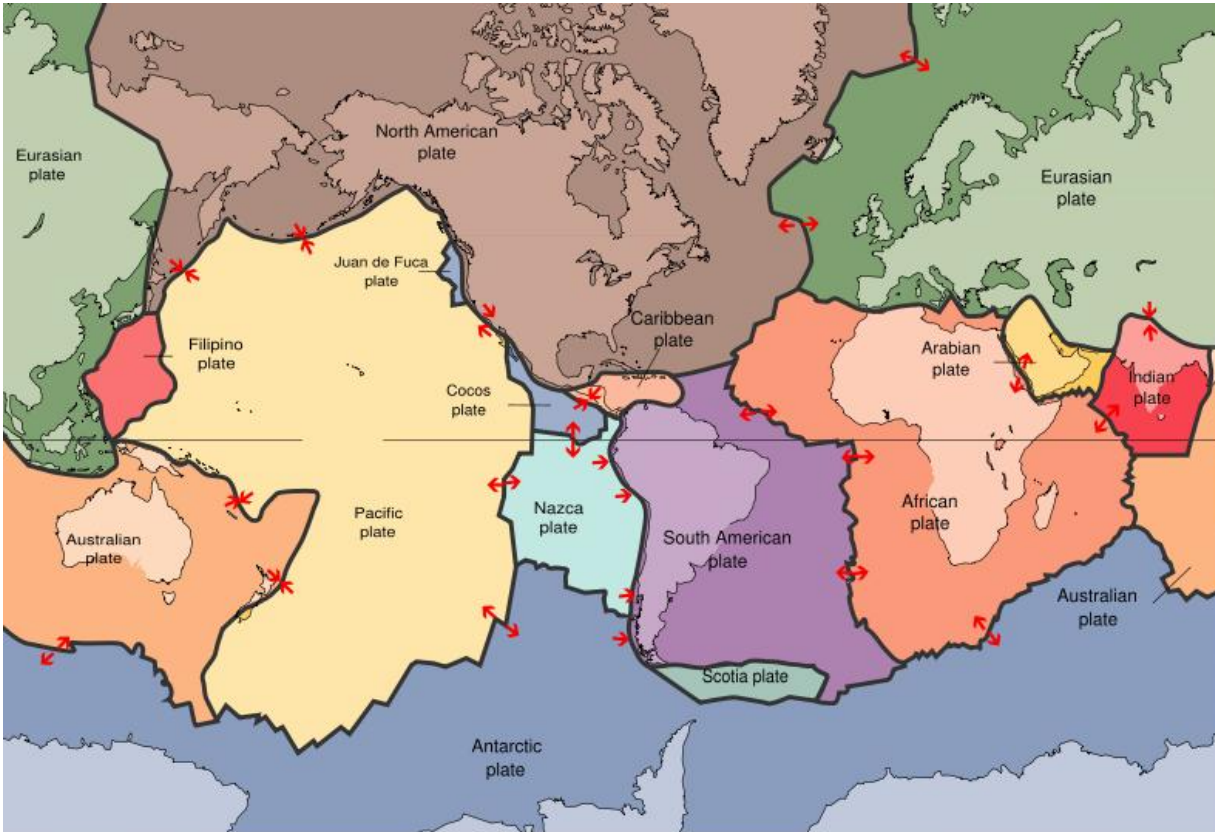 North American
plate
Eurasian
plate
Eurasian
plate
Juan de Fuca
plate
Caribbean
plate
Filipino
plate
Arabian
plate
Indian
plate
Cocos
plate
Nazca
plate
Pacific
plate
African
plate
South American
plate
Australian
plate
Australian
plate
Scotia plate
Antarctic
plate